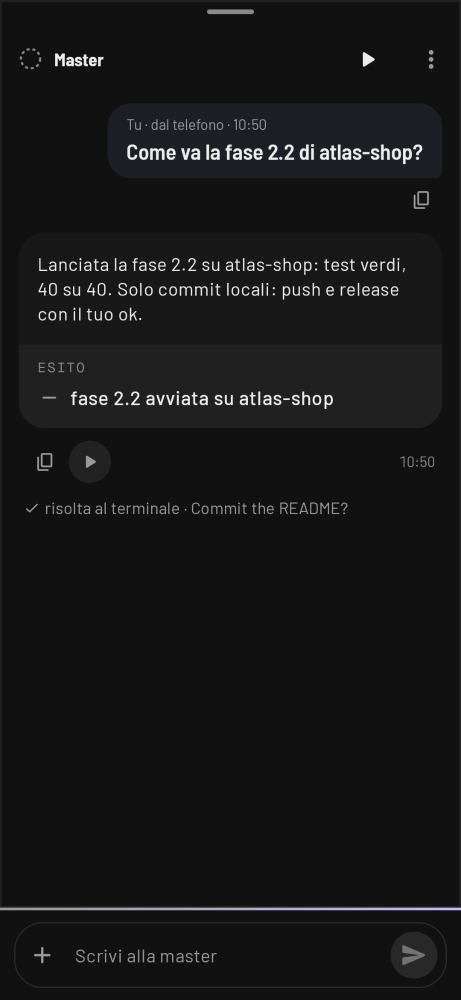 Master
Tu · dal telefono · 10:50
Come va la fase 2.2 di atlas-shop?
Lanciata la fase 2.2 su atlas-shop: test verdi,
40 su 40. Solo commit locali: push e release
con il tuo ok.
ESITO
— fase 2.2 avviata su atlas-shop
10:50
risolta al terminale · Commit the README?
Scrivi alla master